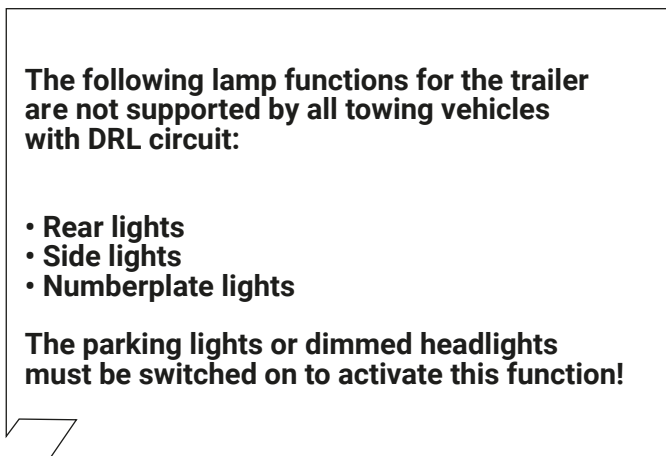 The following lamp functions for the trailer
are not supported by all towing vehicles
with DRL circuit:
• Rear lights
• Side lights
• Numberplate lights
The parking lights or dimmed headlights
must be switched on to activate this function!